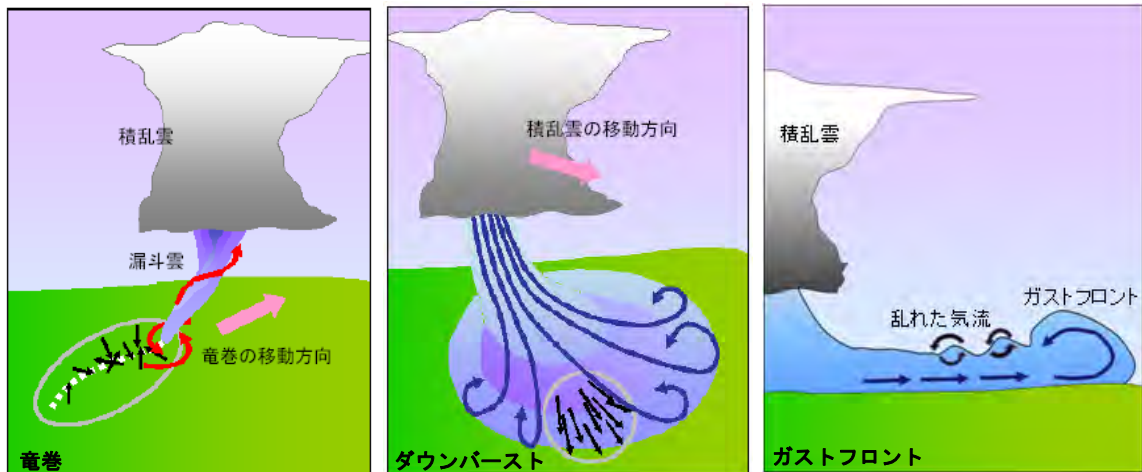 積乱雲
漏斗雲
竜巻の移動方向
竜巻
積乱雲の移動方向
ダウンバースト
積乱雲
乱れた気流
ガストフロント
ガストフロント